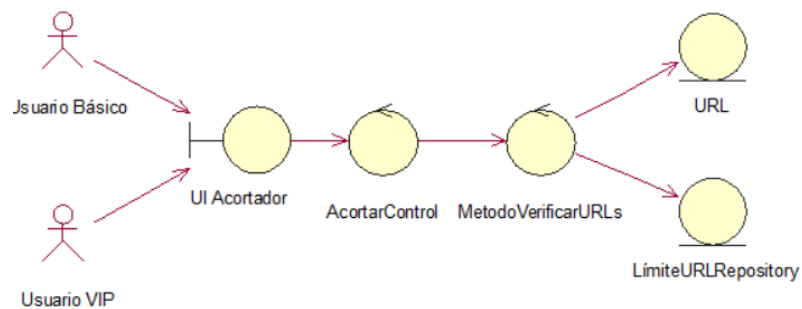 Jsuario Básico
URL
UI Acortador
AcortarControl
MetodoVerificarURLs
LímiteURLRepository
Usuario VIP